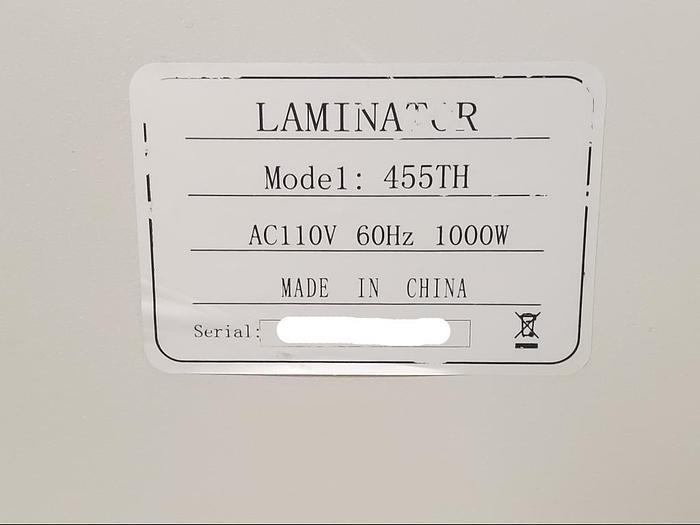 LAMINATOR
Model: 455TH
AC110V 60Hz 1000W
MADE IN CHINA
Serial: